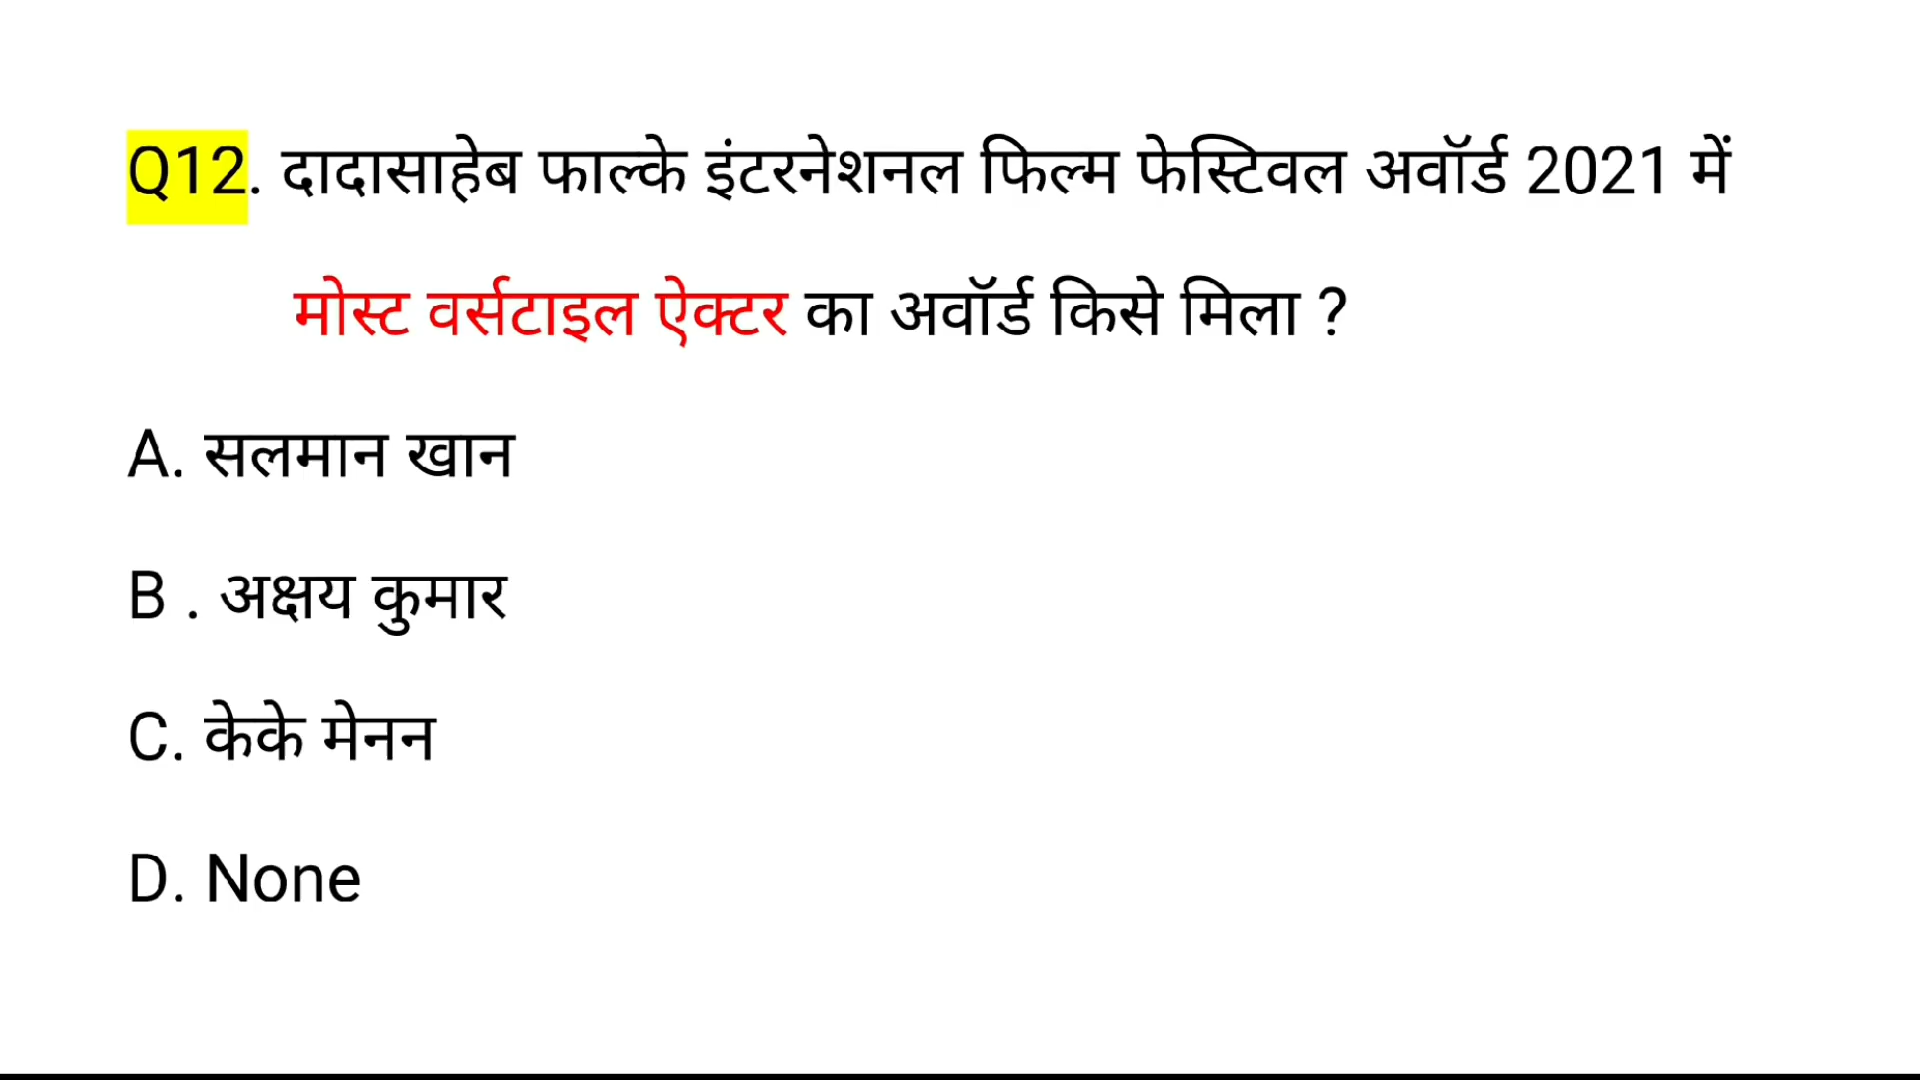 Q12. दादासाहेब फाल्के इंटरनेशनल फिल्म फेस्टिवल अवॉर्ड 2021 में
मोस्ट वर्सटाइल ऐक्टर का अवॉर्ड किसे मिला ?
A. सलमान खान
B . अक्षय कुमार
C. केके मेनन
D. None